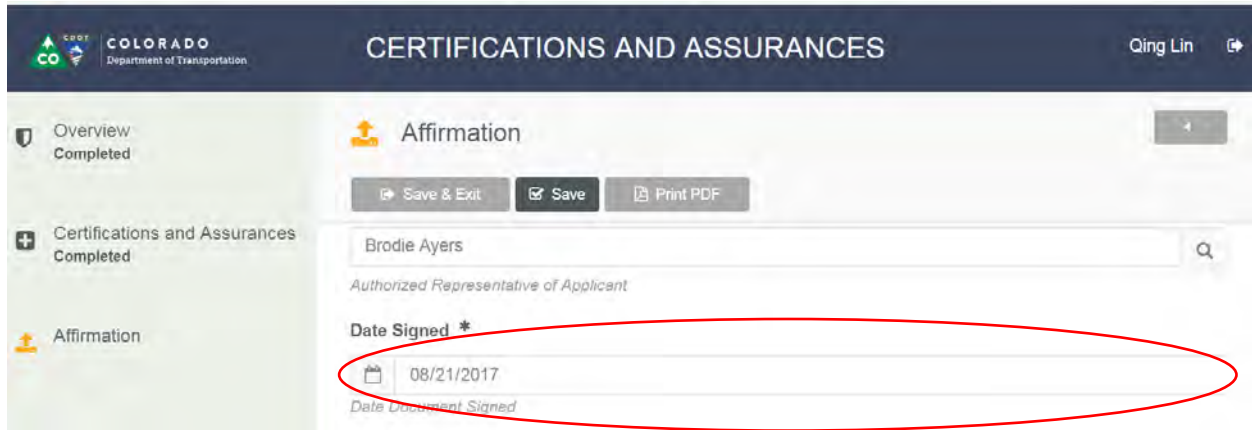 CDOT
CO
COLORADO
Department of Transportation
CERTIFICATIONS AND ASSURANCES
Qing Lin
Overview
Completed
Certifications and Assurances
Completed
Affirmation
Affirmation
Save & Exit
Save
Print PDF
Brodie Ayers
Authorized Representative of Applicant
Date Signed *
08/21/2017
Date Document Signed